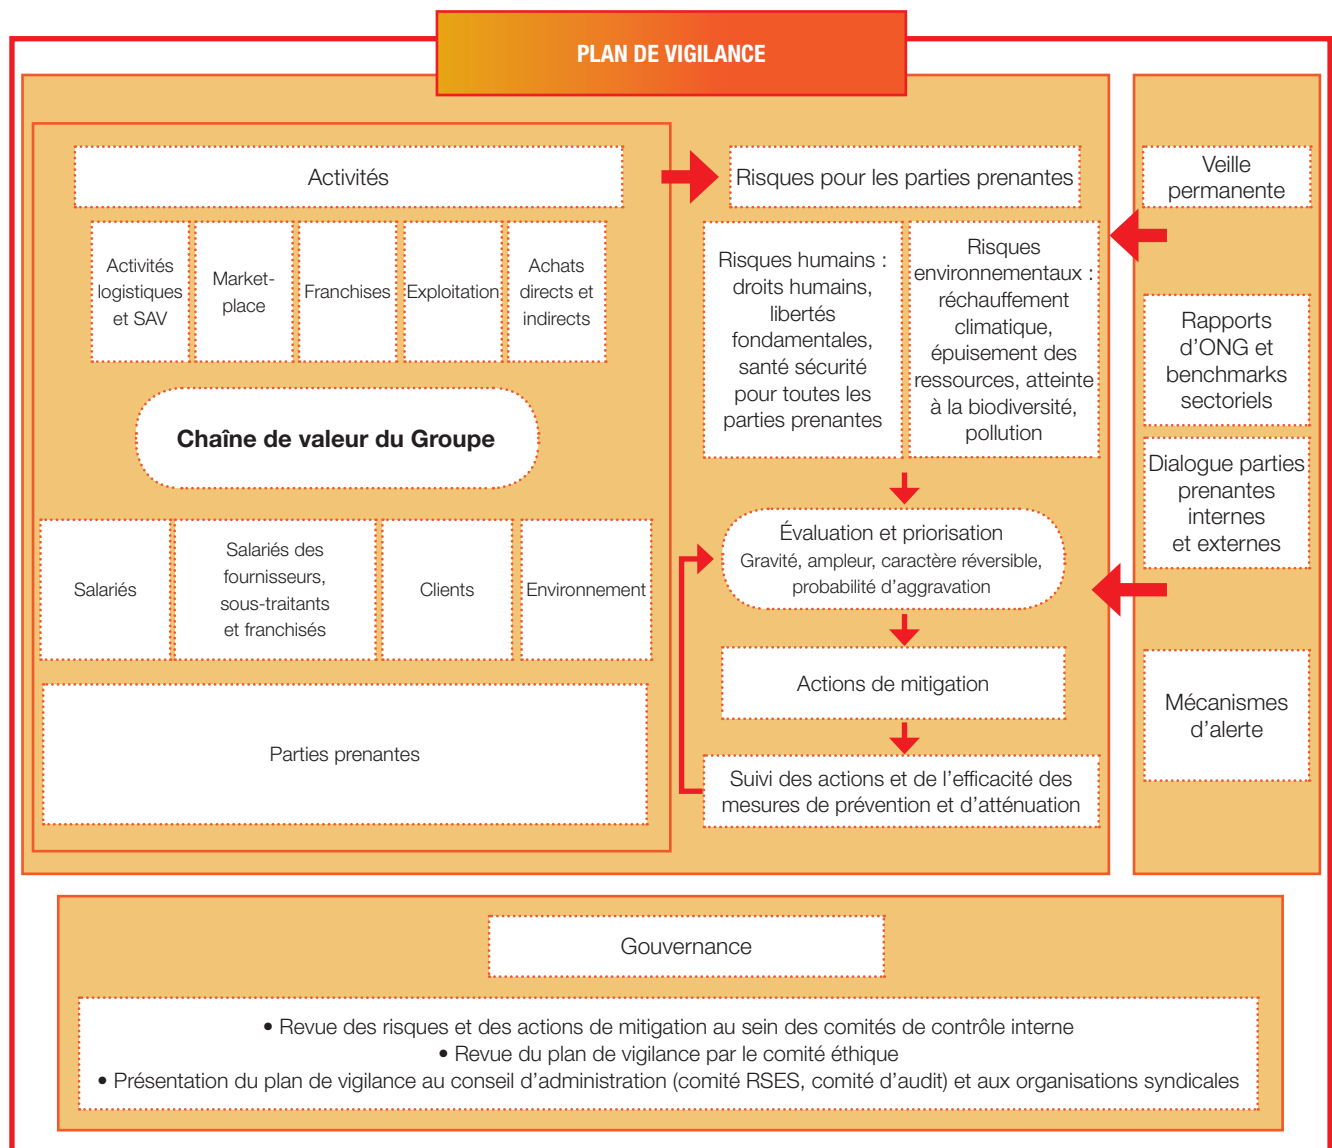 PLAN DE VIGILANCE
Activités
Activités
logistiques
et SAV
Market-
place
Franchises
Exploitation
Achats
directs et
indirects
Chaîne de valeur du Groupe
Salariés
Salariés des
fournisseurs,
sous-traitants
et franchisés
Clients
Environnement
Parties prenantes
Risques pour les parties prenantes
Risques humains :
droits humains,
libertés
fondamentales,
santé sécurité
pour toutes les
parties prenantes
Risques
environnementaux :
réchauffement
climatique,
épuisement des
ressources, atteinte
à la biodiversité,
pollution
Évaluation et priorisation
Gravité, ampleur, caractère réversible,
probabilité d’aggravation
Actions de mitigation
Suivi des actions et de l’efficacité des
mesures de prévention et d’atténuation
Veille
permanente
Rapports
d’ONG et
benchmarks
sectoriels
Dialogue parties
prenantes
internes
et externes
Mécanismes
d’alerte
Gouvernance
• Revue des risques et des actions de mitigation au sein des comités de contrôle interne
• Revue du plan de vigilance par le comité éthique
• Présentation du plan de vigilance au conseil d’administration (comité RSES, comité d’audit) et aux organisations syndicales